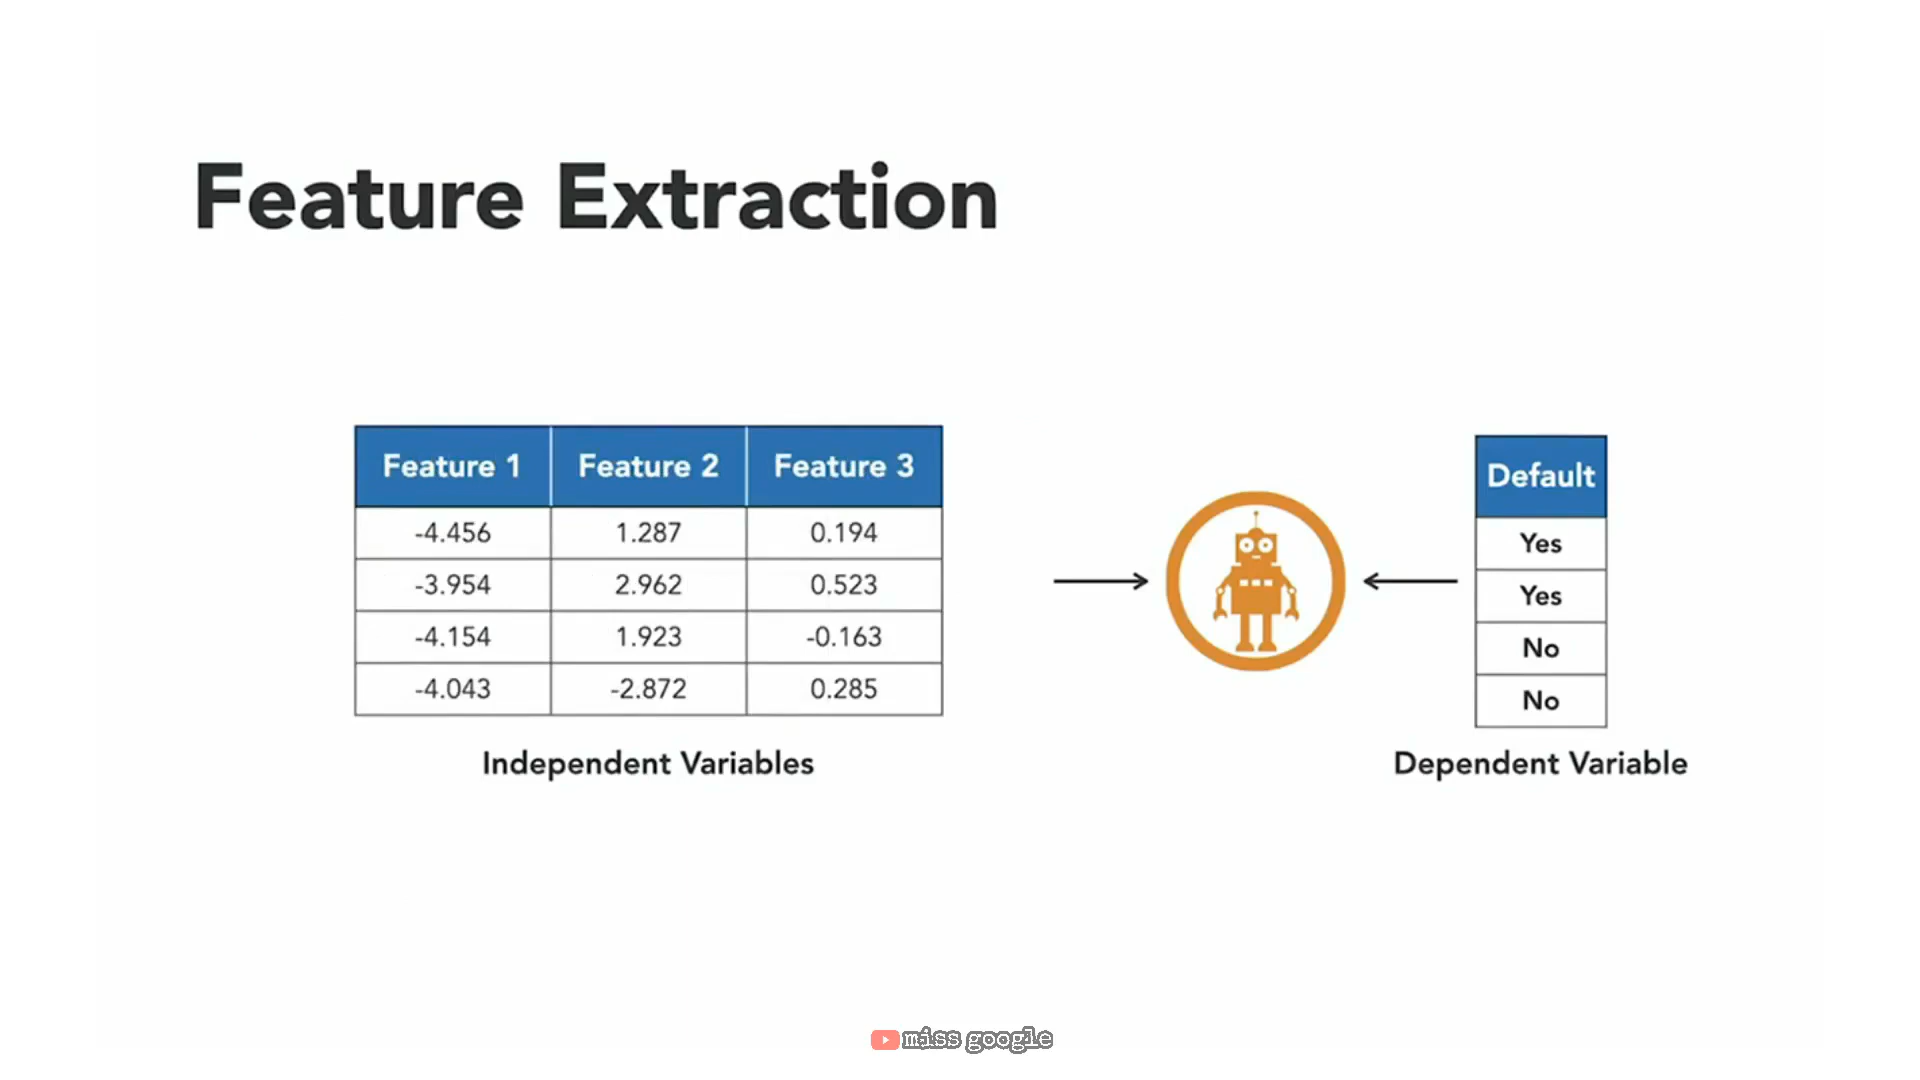 Feature Extraction
Feature 1 Feature 2 Feature 3
-4.456 1.287 0.194
-3.954 2.962 0.523
-4.154 1.923 -0.163
-4.043 -2.872 0.285
Independent Variables
Default
Yes
Yes
No
No
Dependent Variable
miss google